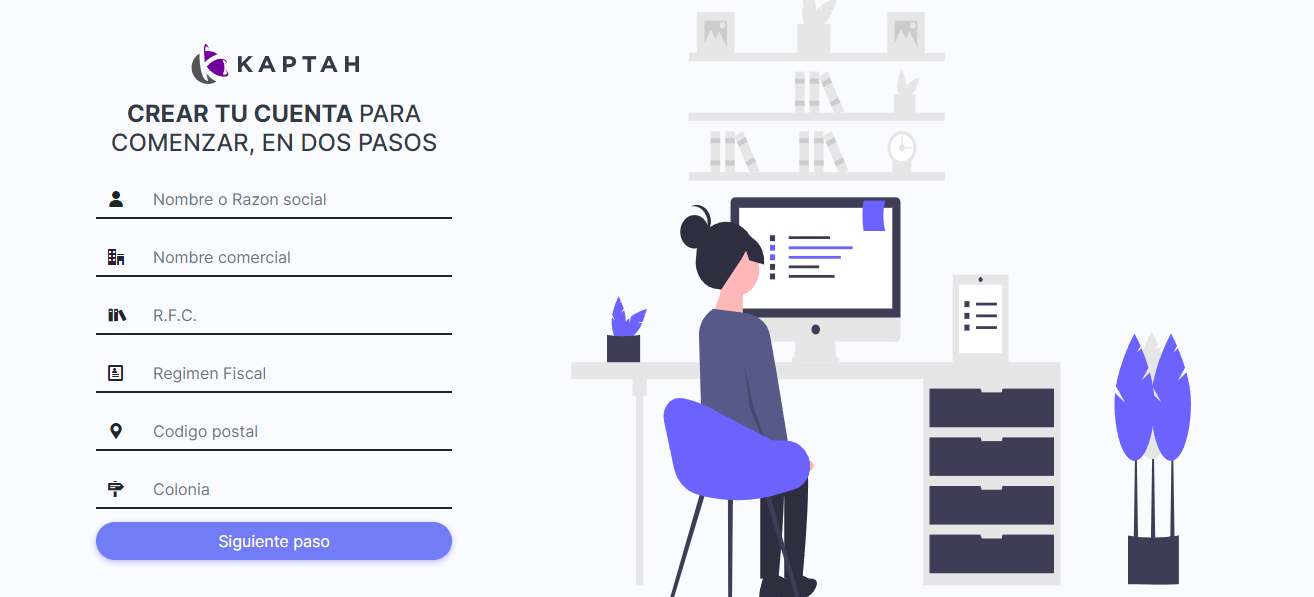 KAPTAH
CREAR TU CUENTA PARA
COMENZAR, EN DOS PASOS
Nombre o Razon social
Nombre comercial
R.F.C.
Regimen Fiscal
Codigo postal
Colonia
Siguiente paso